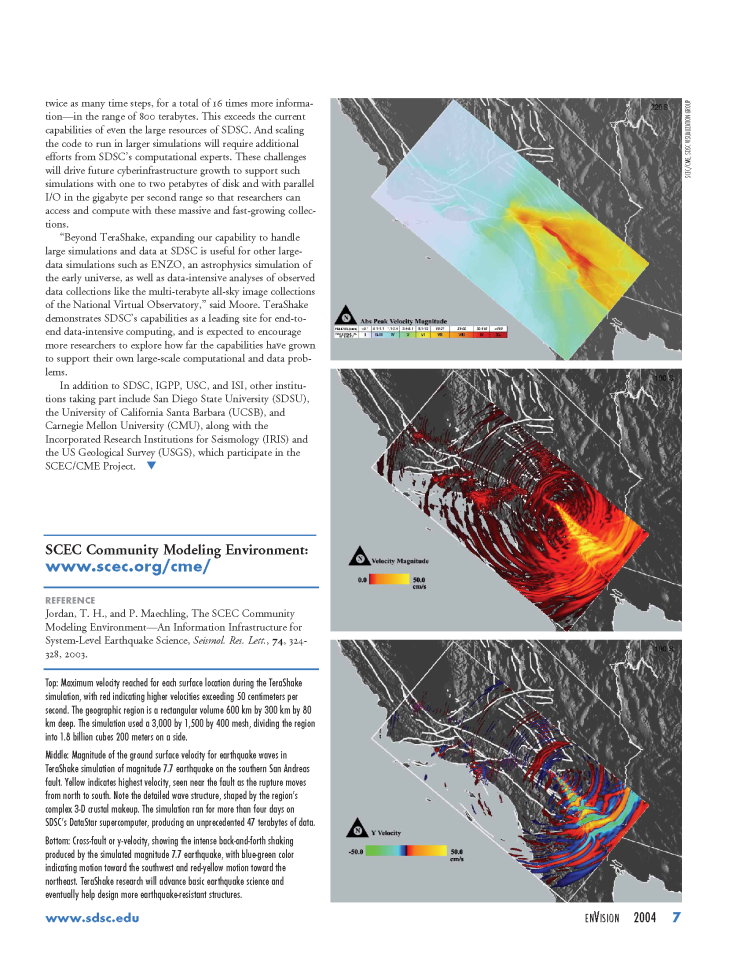 twice as many time steps, for a total of 16 times more informa-
tion—in the range of 800 terabytes. This exceeds the current
capabilities of even the large resources of SDSC. And scaling
the code to run in larger simulations will require additional
efforts from SDSC's computational experts. These challenges
will drive future cyberinfrastructure growth to support such
simulations with one to two petabytes of disk and with parallel
I/O in the gigabyte per second range so that researchers can
access and compute with these massive and fast-growing collec-
tions.
“Beyond TeraShake, expanding our capability to handle
large simulations and data at SDSC is useful for other large-
data simulations such as ENZO, an astrophysics simulation of
the early universe, as well as data-intensive analyses of observed
data collections like the multi-terabyte all-sky image collections
of the National Virtual Observatory,” said Moore. TeraShake
demonstrates SDSC's capabilities as a leading site for end-to-
end data-intensive computing, and is expected to encourage
more researchers to explore how far the capabilities have grown
to support their own large-scale computational and data prob-
lems.
In addition to SDSC, IGPP, USC, and ISI, other institu-
tions taking part include San Diego State University (SDSU),
the University of California Santa Barbara (UCSB), and
Carnegie Mellon University (CMU), along with the
Incorporated Research Institutions for Seismology (IRIS) and
the US Geological Survey (USGS), which participate in the
SCEC/CME Project.
SCEC Community Modeling Environment:
www.scec.org/cme/
REFERENCE
Jordan, T. H., and P. Maechling, The SCEC Community
Modeling Environment—An Information Infrastructure for
System-Level Earthquake Science, Seismol. Res. Lett., 74, 324-
328, 2003.
Top: Maximum velocity reached for each surface location during the TeraShake
simulation, with red indicating higher velocities exceeding 50 centimeters per
second. The geographic region is a rectangular volume 600 km by 300 km by 80
km deep. The simulation used a 3,000 by 1,500 by 400 mesh, dividing the region
into 1.8 billion cubes 200 meters on a side.
Middle: Magnitude of the ground surface velocity for earthquake waves in
TeraShake simulation of magnitude 7.7 earthquake on the southern San Andreas
fault. Yellow indicates highest velocity, seen near the fault as the rupture moves
from north to south. Note the detailed wave structure, shaped by the region's
complex 3-D crustal makeup. The simulation ran for more than four days on
SDSC's DataStar supercomputer, producing an unprecedented 47 terabytes of data.
Bottom: Cross-fault or y-velocity, showing the intense back-and-forth shaking
produced by the simulated magnitude 7.7 earthquake, with blue-green color
indicating motion toward the southwest and red-yellow motion toward the
northeast. TeraShake research will advance basic earthquake science and
eventually help design more earthquake-resistant structures.
SCEC/CME, SDSC VISUALIZATION GROUP
N
Abs Peak Velocity Magnitude
N
Velocity Magnitude
0.0 50.0
cm/s
N
Y Velocity
-50.0 50.0
cm/s
www.sdsc.edu
ENVISION 2004 7